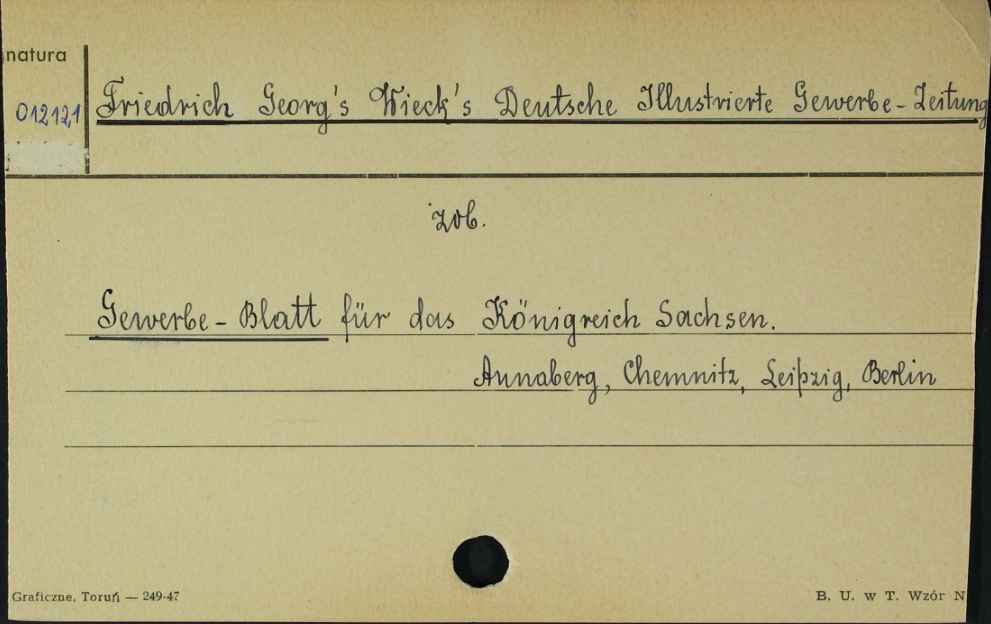 natura
012121
Friedrich Georg's Wieck's Deutsche Illustrierte Gewerbe-Zeitung
zob.
Gewerbe-Blatt für das Königreich Sachsen.
Annaberg, Chemnitz, Leipzig, Berlin
Graficzne, Toruń — 249-47
B. U. w T. Wzór N